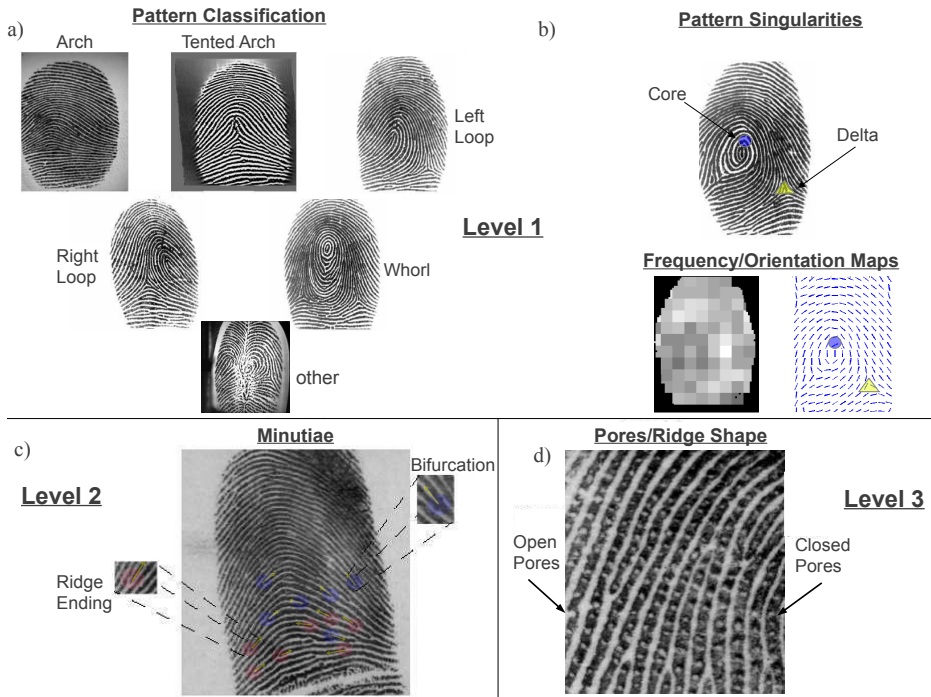 a)
Pattern Classification
Arch
Tented Arch
Left
Loop
Right
Loop
Whorl
other
Level 1
b)
Pattern Singularities
Core
Delta
Frequency/Orientation Maps
c)
Minutiae
Level 2
Bifurcation
Ridge
Ending
d)
Pores/Ridge Shape
Level 3
Open
Pores
Closed
Pores